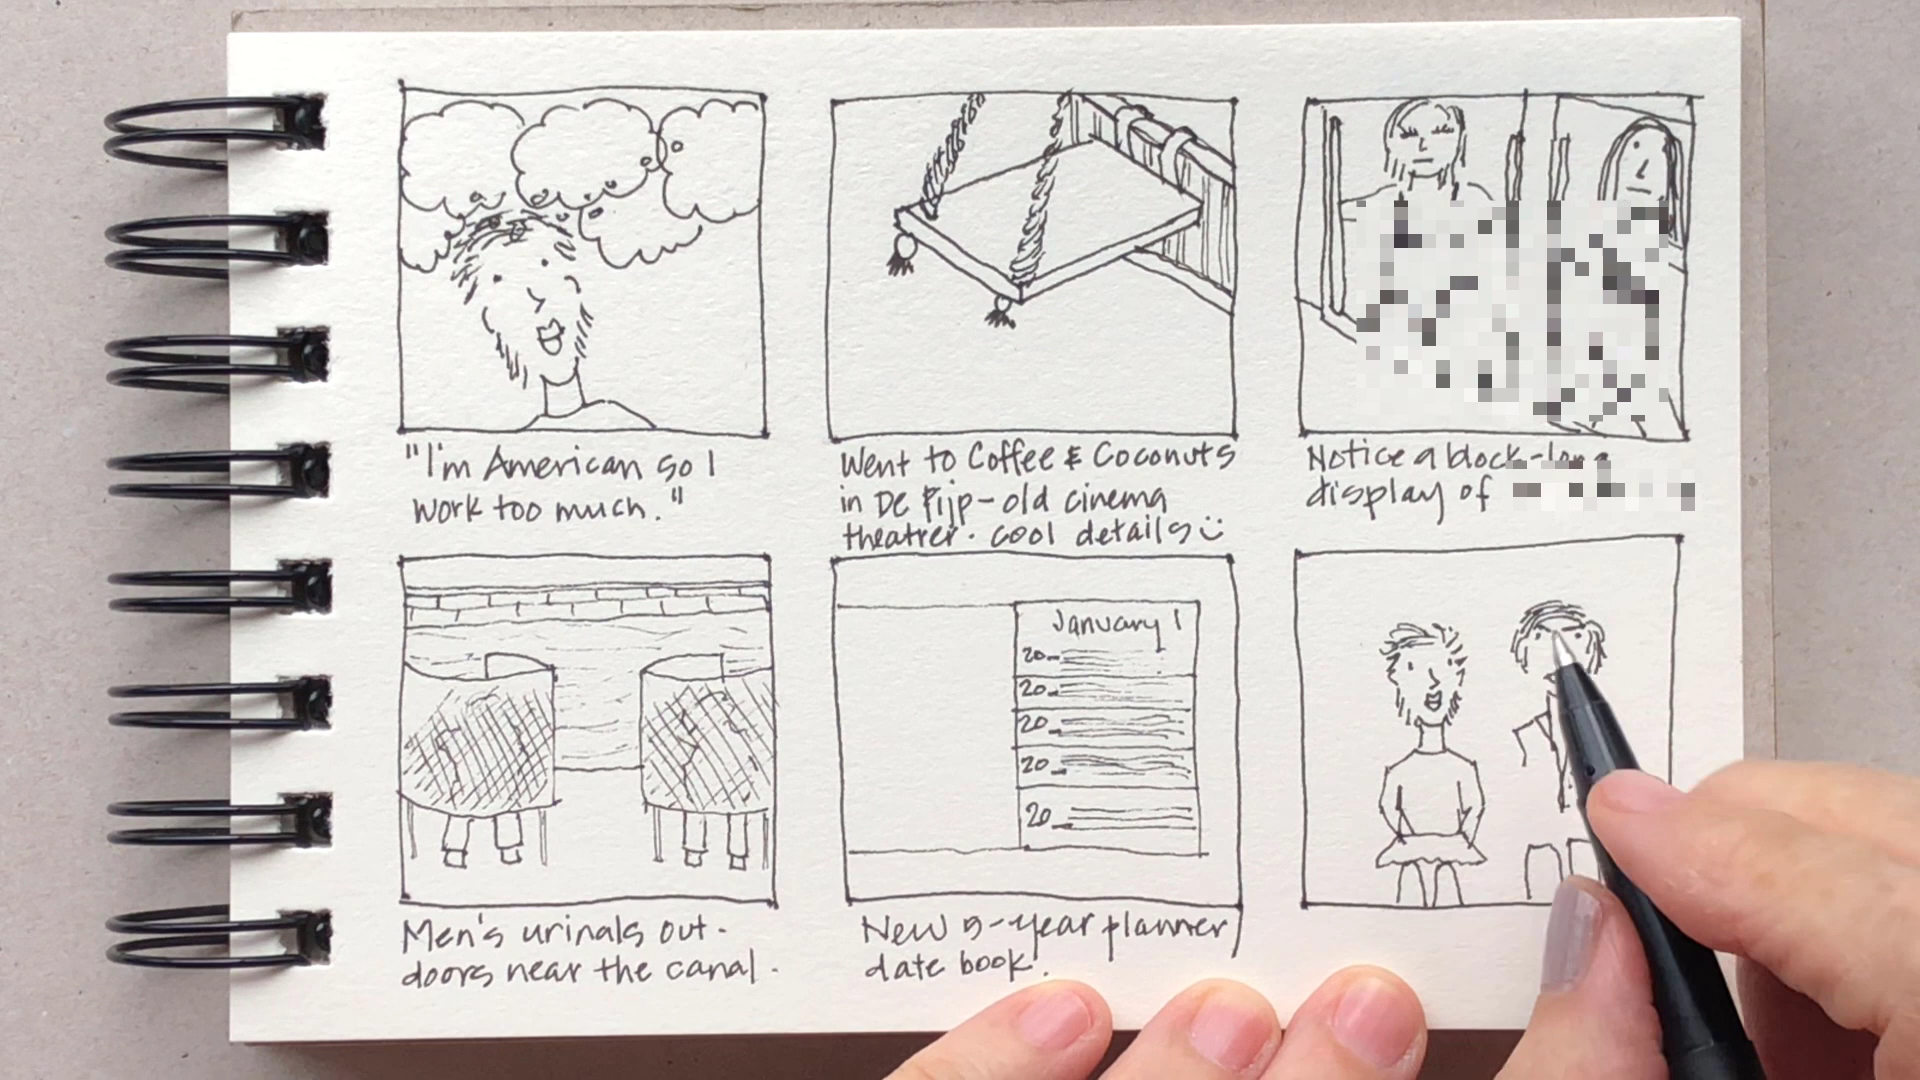 "I'm American so I
work too much."
Went to Coffee & Coconuts
in De Pijp-old cinema
theatrer. Cool details
Notice a block-long
display of
Men's urinals out-
doors near the canal.
January 1
20
20
20
20
20
New 5-year planner
date book.